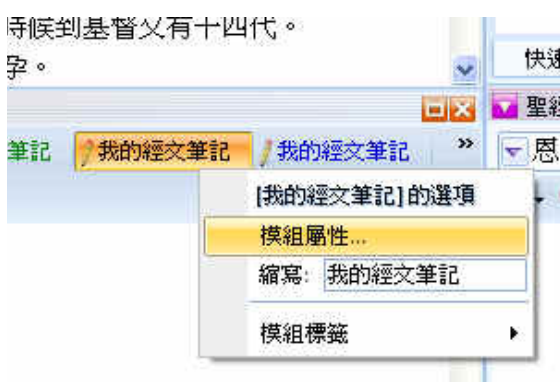 時候到基督又有十四代。
孕。
快速
聖經
筆記 我的經文筆記 我的經文筆記 »
恩
[我的經文筆記]的選項
模組屬性...
縮寫: 我的經文筆記
模組標籤